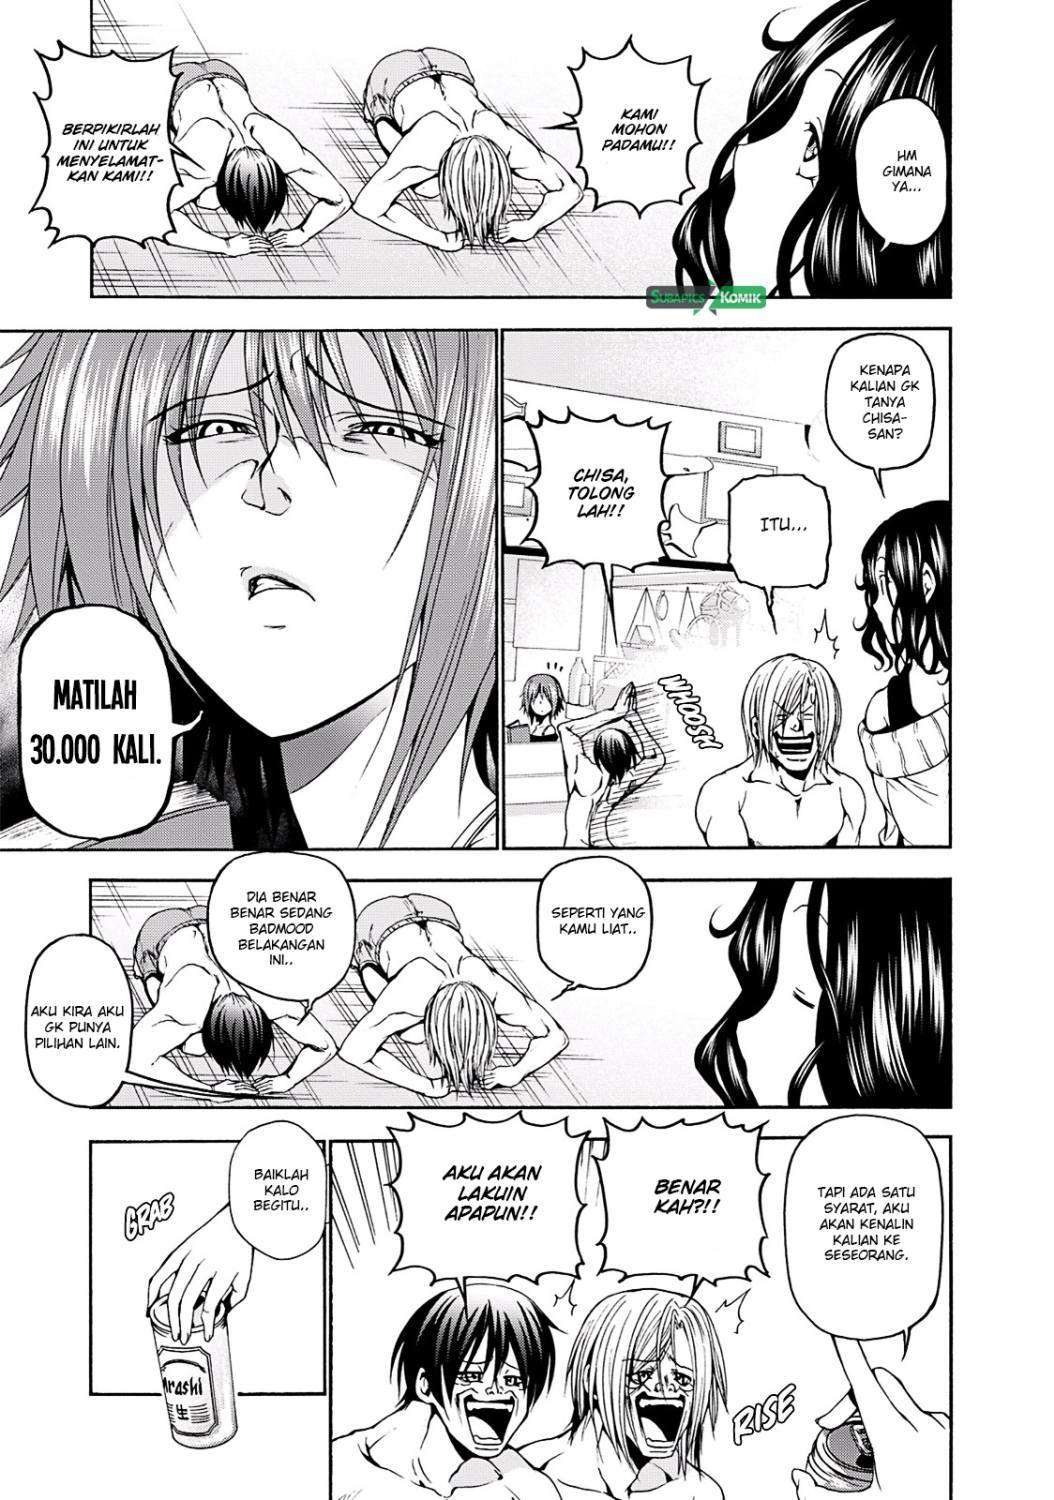 HM
GIMANA
YA...
KAMI
MOHON
PADAMU!!
BERPIKIRLAH
INI UNTUK
MENYELAMAT-
KAN KAMI!!
SUBAPICS KOMIK
KENAPA
KALIAN GK
TANYA
CHISA-
SAN?
ITU...
CHISA,
TOLONG
LAH!!
WHOOSH
MATILAH
30.000 KALI.
SEPERTI YANG
KAMU LIAT..
DIA BENAR
BENAR SEDANG
BADMOOD
BELAKANGAN
INI..
AKU KIRA AKU
GK PUNYA
PILIHAN LAIN.
TAPI ADA SATU
SYARAT, AKU
AKAN KENALIN
KALIAN KE
SESEORANG.
BENAR
KAH?!!
AKU AKAN
LAKUIN
APAPUN!!
RISE
BAIKLAH
KALO
BEGITU..
GRAB
Arashi
生